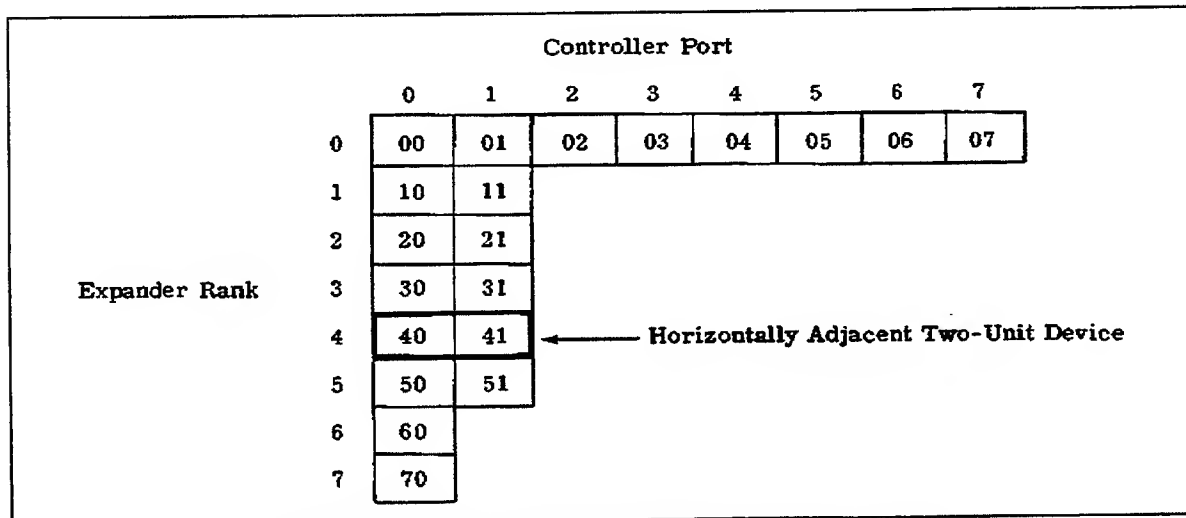 Controller Port
0 1 2 3 4 5 6 7
0 00 01 02 03 04 05 06 07
1 10 11
2 20 21
Expander Rank 3 30 31
4 40 41 Horizontally Adjacent Two-Unit Device
5 50 51
6 60
7 70